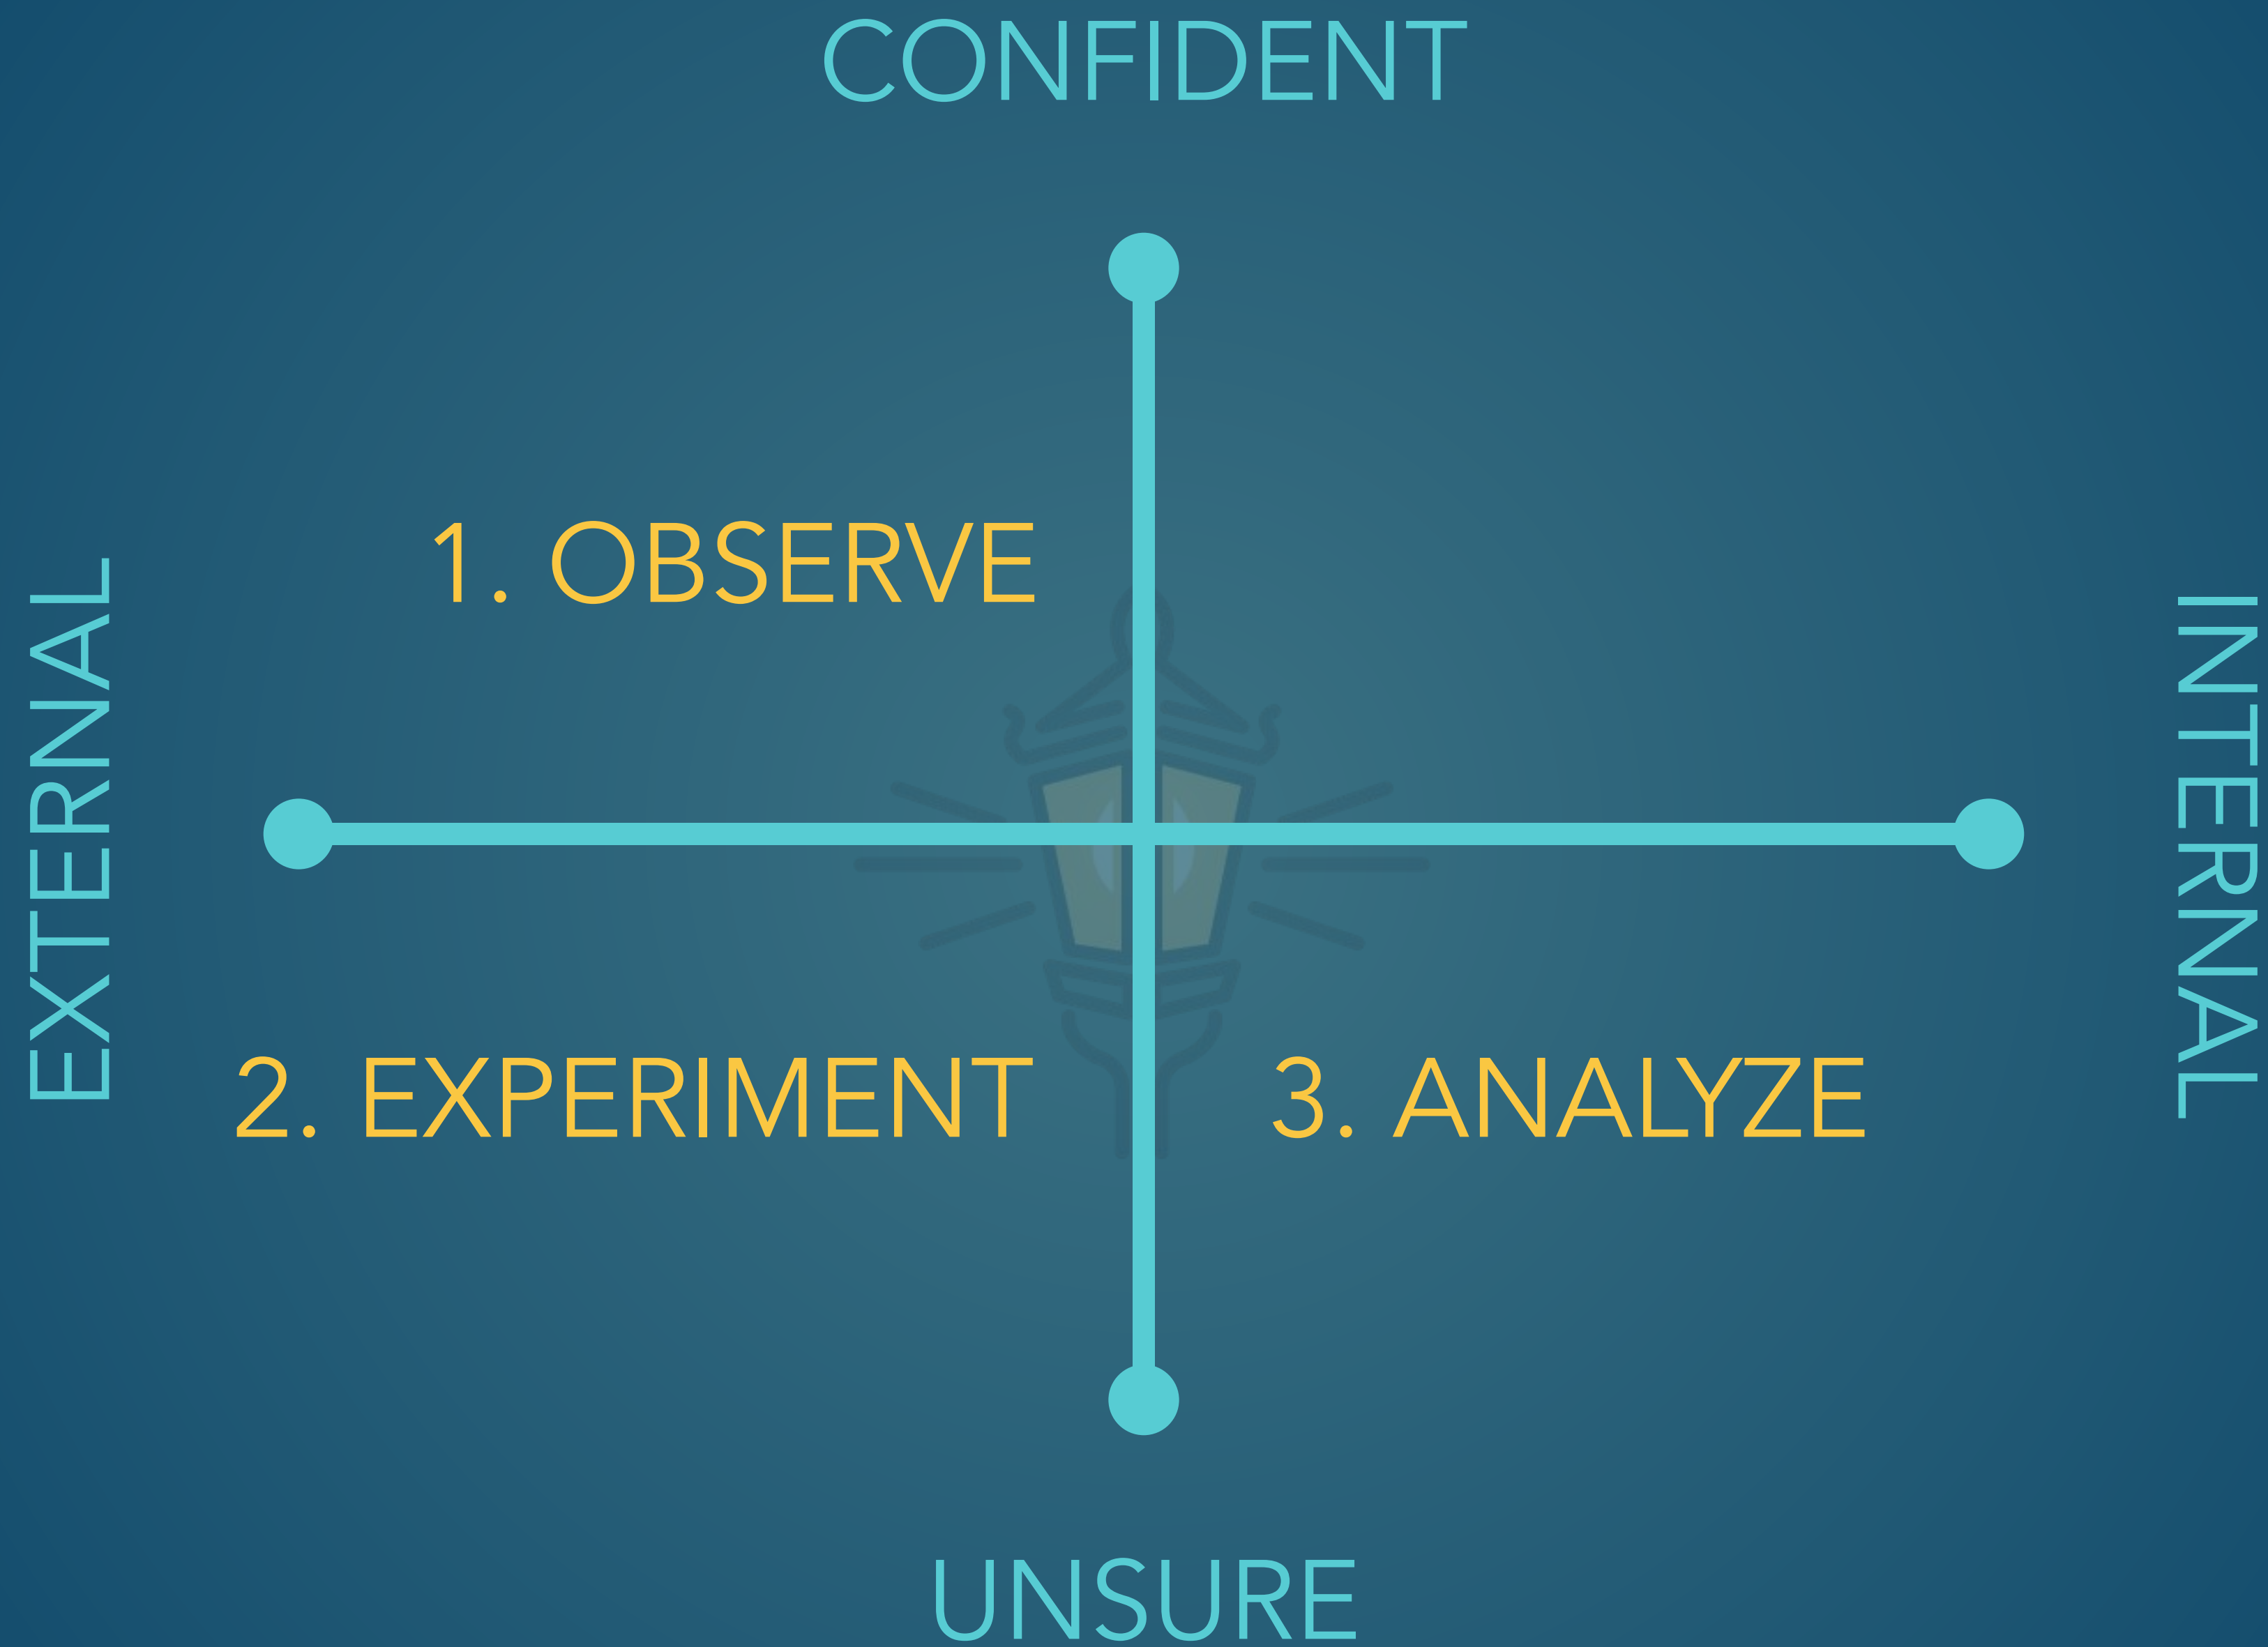 CONFIDENT
1. OBSERVE
EXTERNAL
INTERNAL
2. EXPERIMENT
3. ANALYZE
UNSURE